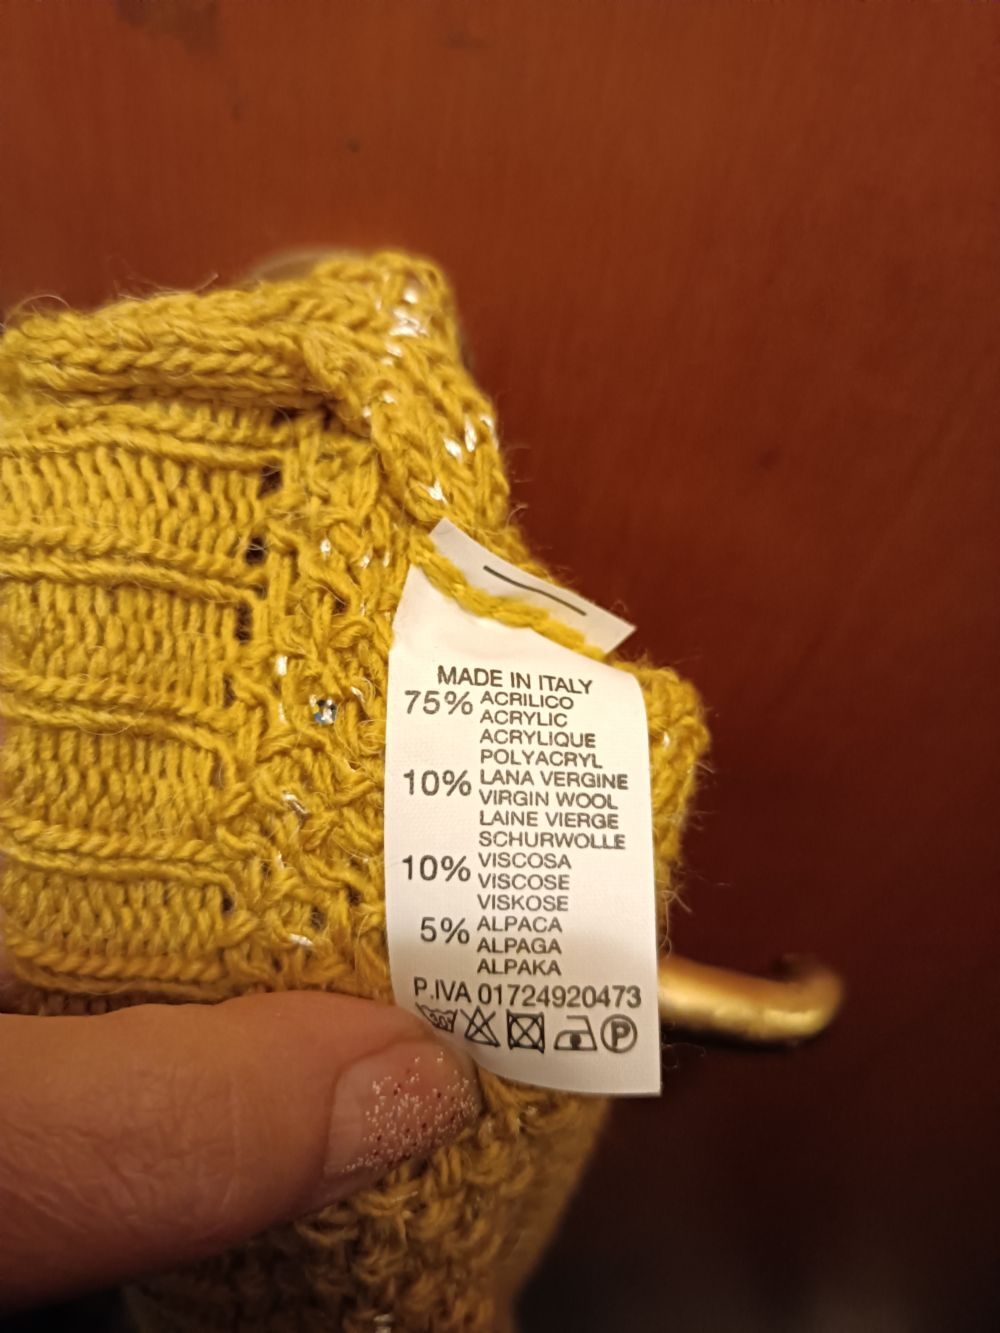 MADE IN ITALY
75% ACRILICO
ACRYLIC
ACRYLIQUE
POLYACRYL
10% LANA VERGINE
VIRGIN WOOL
LAINE VIERGE
SCHURWOLLE
10% VISCOSA
VISCOSE
VISKOSE
5% ALPACA
ALPAGA
ALPAKA
P.IVA 01724920473
30 P